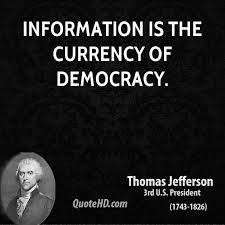 INFORMATION IS THE
CURRENCY OF
DEMOCRACY.
Thomas Jefferson
3rd U.S. President
(1743-1826)
QuoteHD.com